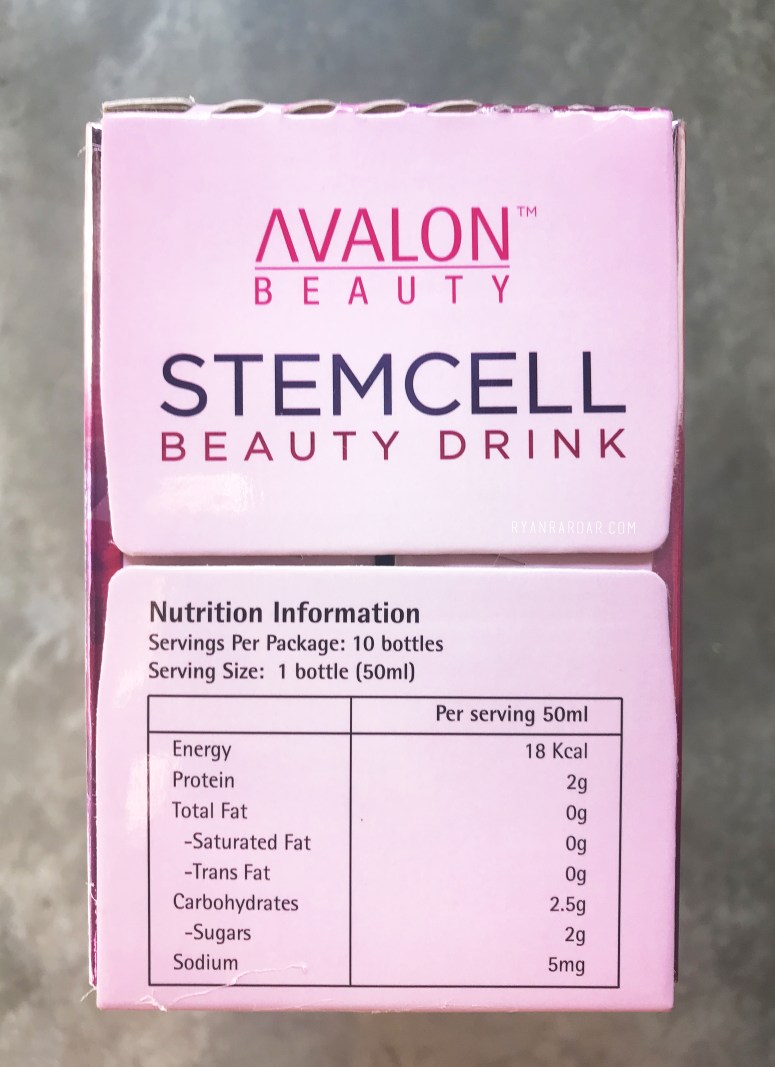 AVALON™
BEAUTY
STEMCELL
BEAUTY DRINK
RYANRAROAR.COM
Nutrition Information
Servings Per Package: 10 bottles
Serving Size: 1 bottle (50ml)
Per serving 50ml
Energy 18 Kcal
Protein 2g
Total Fat 0g
-Saturated Fat 0g
-Trans Fat 0g
Carbohydrates 2.5g
-Sugars 2g
Sodium 5mg